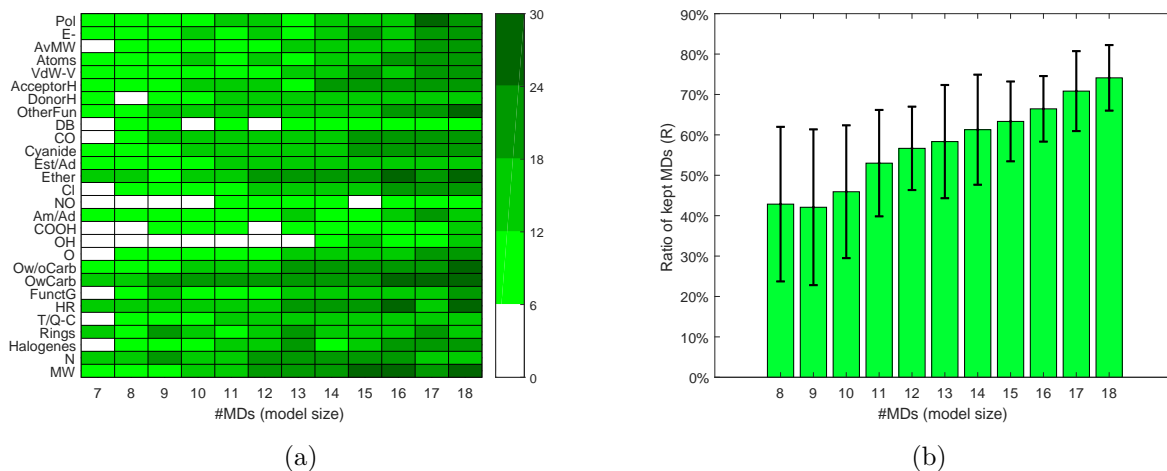 Pol
E-
AvMW
Atoms
VdW-V
AcceptorH
DonorH
OtherFun
DB
CO
Cyanide
Est/Ad
Ether
Cl
NO
Am/Ad
COOH
OH
O
Ow/oCarb
OwCarb
FunctG
HR
T/Q-C
Rings
Halogenes
N
MW
7 8 9 10 11 12 13 14 15 16 17 18
#MDs (model size)
30
24
18
12
6
0
(a)
90%
80%
70%
60%
50%
40%
30%
20%
10%
0%
Ratio of kept MDs (R)
8 9 10 11 12 13 14 15 16 17 18
#MDs (model size)
(b)